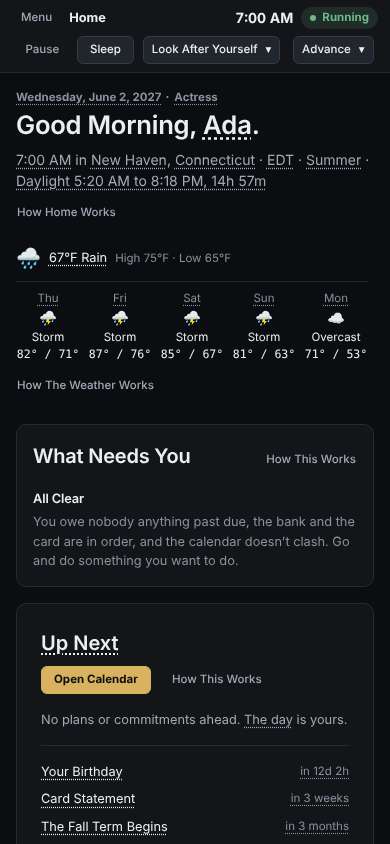 Menu Home 7:00 AM Running
Pause Sleep Look After Yourself ▾ Advance ▾
Wednesday, June 2, 2027 · Actress
Good Morning, Ada.
7:00 AM in New Haven, Connecticut · EDT · Summer ·
Daylight 5:20 AM to 8:18 PM, 14h 57m
How Home Works
67°F Rain High 75°F · Low 65°F
Thu Fri Sat Sun Mon
Storm Storm Storm Storm Overcast
82° / 71° 87° / 76° 85° / 67° 81° / 63° 71° / 53°
How The Weather Works
What Needs You How This Works
All Clear
You owe nobody anything past due, the bank and the
card are in order, and the calendar doesn't clash. Go
and do something you want to do.
Up Next
Open Calendar How This Works
No plans or commitments ahead. The day is yours.
Your Birthday in 12d 2h
Card Statement in 3 weeks
The Fall Term Begins in 3 months